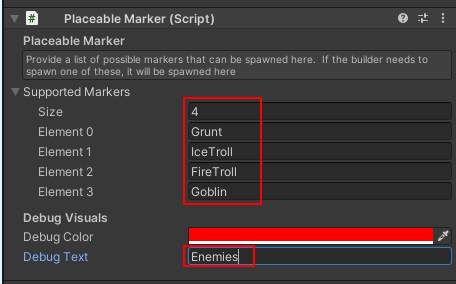 Placeable Marker (Script)
Placeable Marker
Provide a list of possible markers that can be spawned here. If the builder needs to
spawn one of these, it will be spawned here
Supported Markers
Size 4
Element 0 Grunt
Element 1 IceTroll
Element 2 FireTroll
Element 3 Goblin
Debug Visuals
Debug Color
Debug Text Enemies